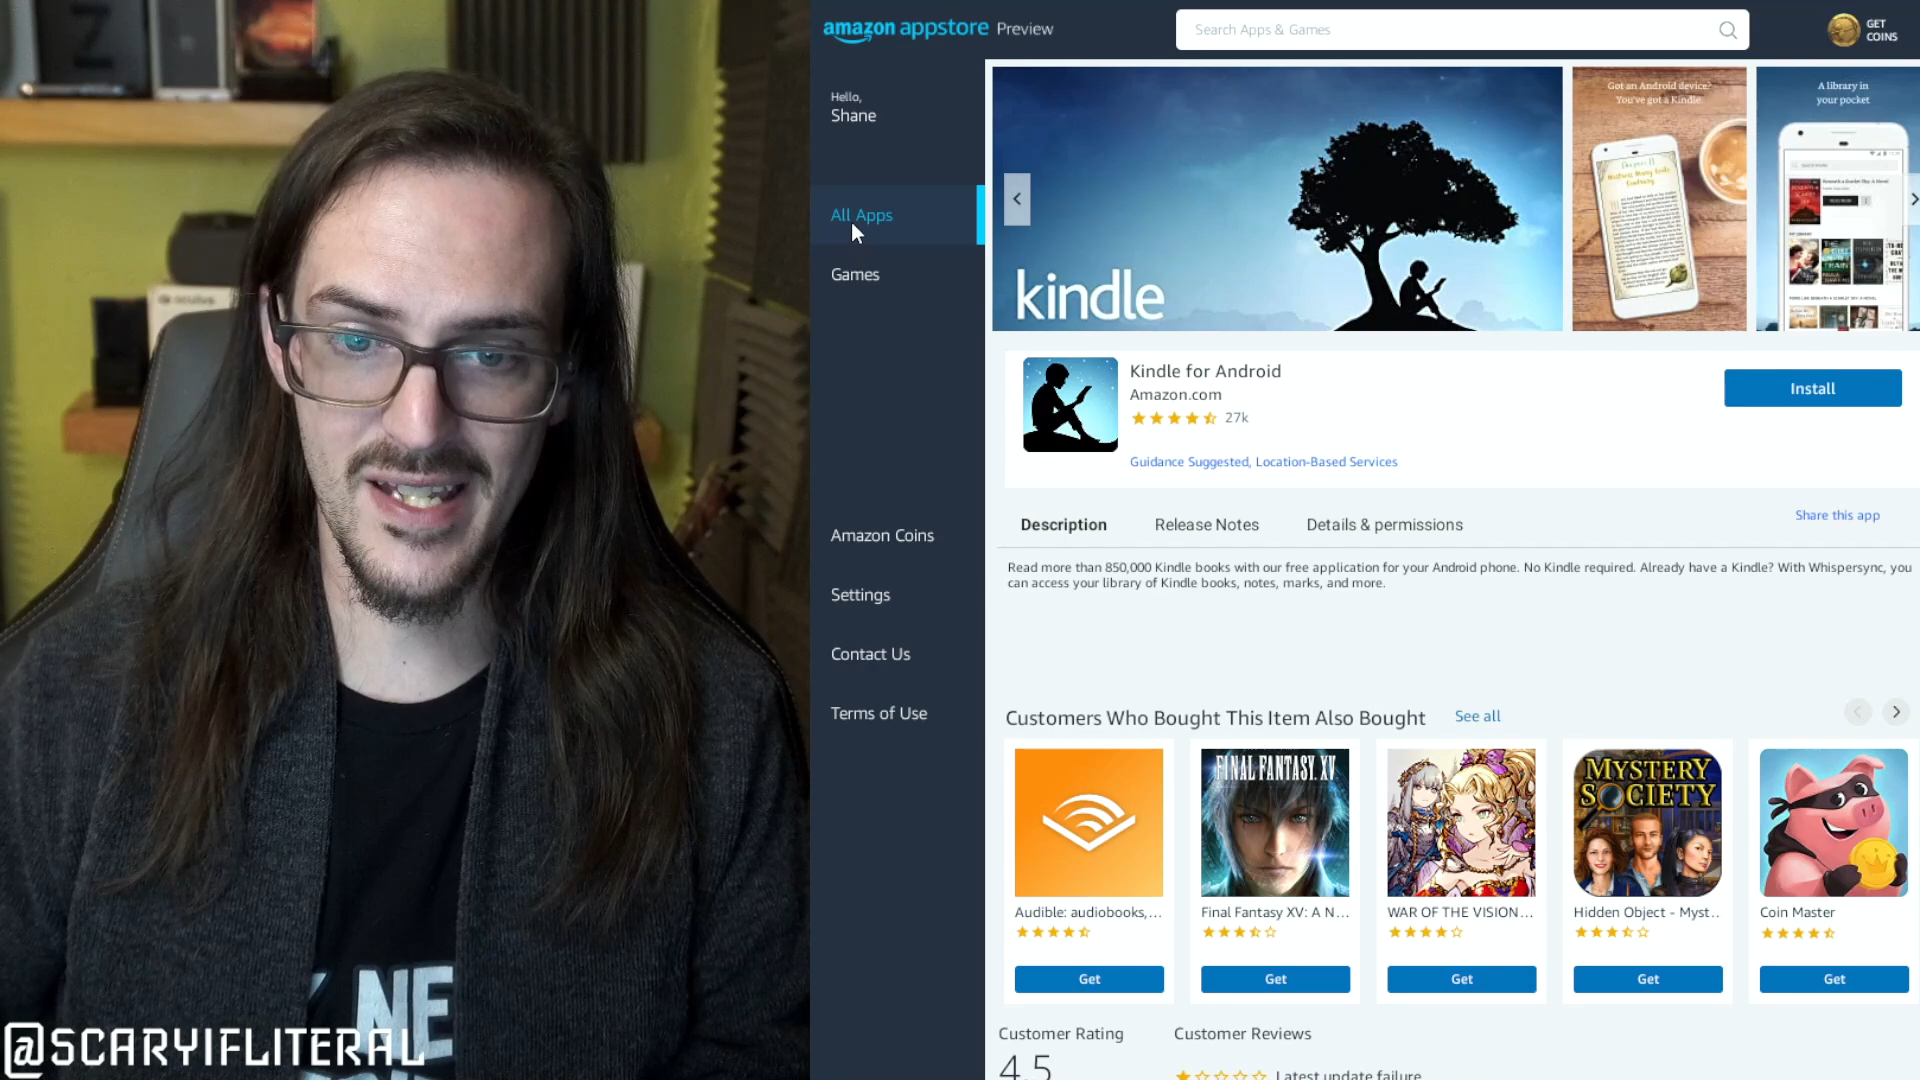 amazon appstore Preview
Search Apps & Games
GET
COINS
Hello,
Shane
All Apps
Games
Amazon Coins
Settings
Contact Us
Terms of Use
kindle
Got an Android device?
You've got a Kindle.
A library in
your pocket
Kindle for Android
Amazon.com
27k
Guidance Suggested, Location-Based Services
Install
Description
Release Notes
Details & permissions
Share this app
Read more than 850,000 Kindle books with our free application for your Android phone. No Kindle required. Already have a Kindle? With Whispersync, you
can access your library of Kindle books, notes, marks, and more.
Customers Who Bought This Item Also Bought
See all
FINAL FANTASY XV
MYSTERY
SOCIETY
Audible: audiobooks,...
Final Fantasy XV: A N...
WAR OF THE VISION...
Hidden Object - Myst...
Coin Master
Get
Get
Get
Get
Get
Customer Rating
4.5
Customer Reviews
Latest update failure
oculus
NE
@SCARYIFLITERAL